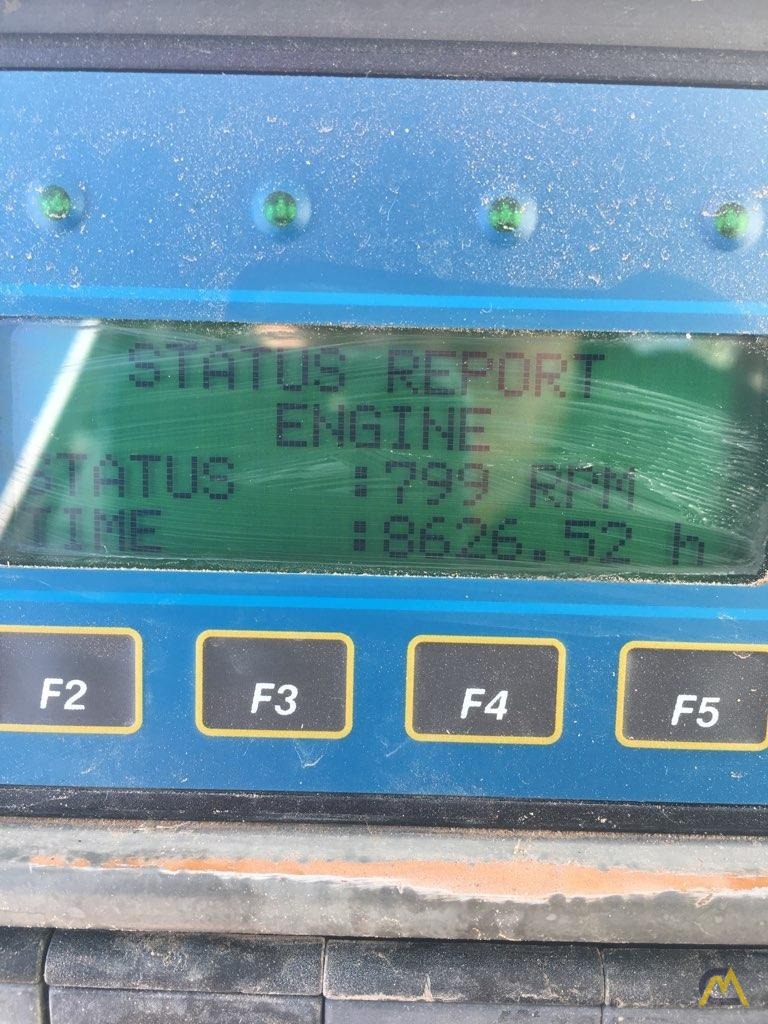 STATUS REPORT
ENGINE
STATUS :799 RPM
TIME :8626.52 h
F2 F3 F4 F5